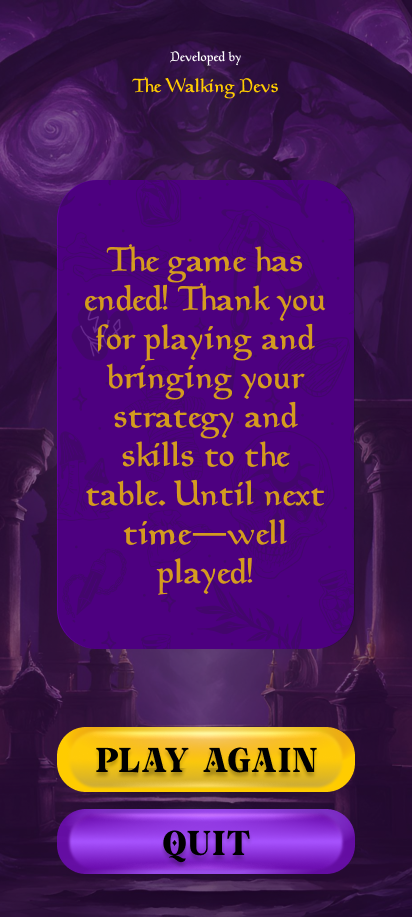 Developed by
The Walking Devs
The game has
ended! Thank you
for playing and
bringing your
strategy and
skills to the
table. Until next
time—well
played!
PLAY AGAIN
QUIT